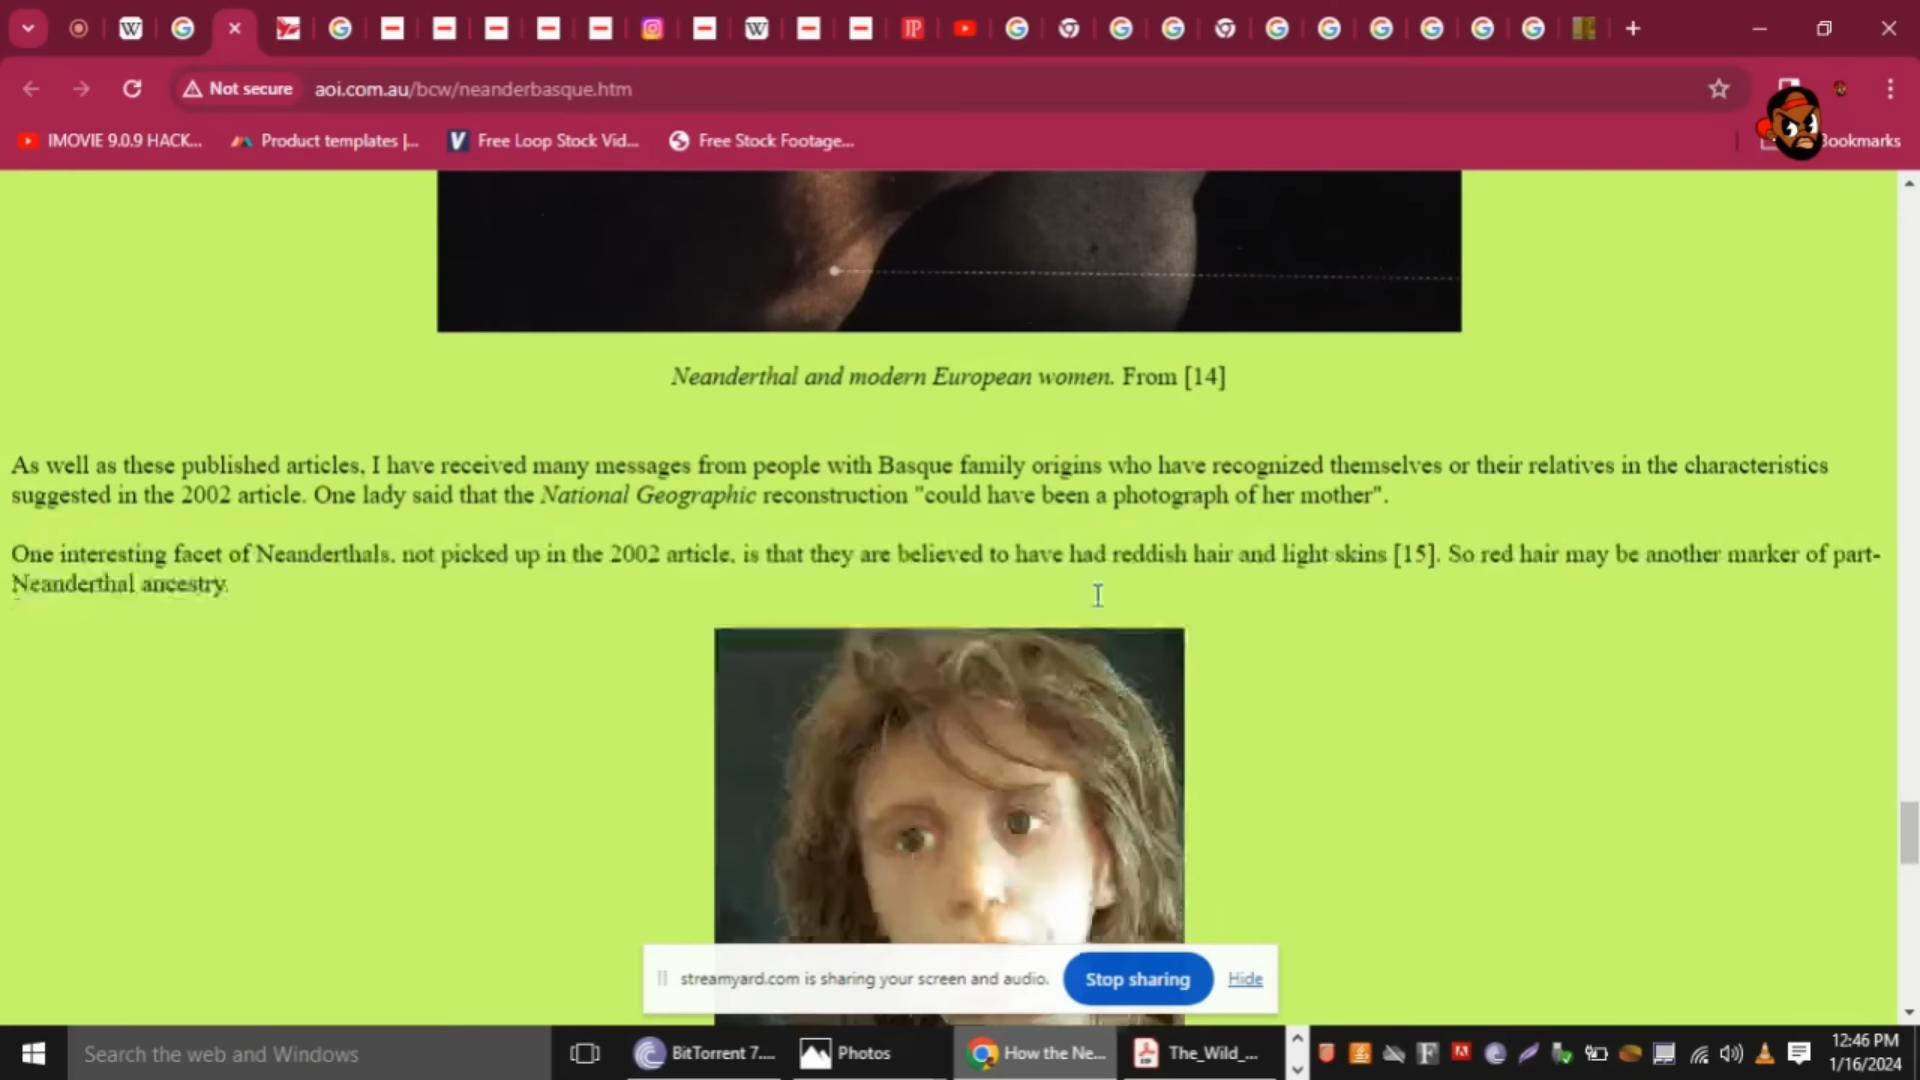 Not secure
aoi.com.au/bcw/neanderbasque.htm
IMOVIE 9.0.9 HACK...
Product templates |...
Free Loop Stock Vid...
Free Stock Footage...
Bookmarks
Neanderthal and modern European women. From [14]
As well as these published articles, I have received many messages from people with Basque family origins who have recognized themselves or their relatives in the characteristics
suggested in the 2002 article. One lady said that the National Geographic reconstruction "could have been a photograph of her mother".
One interesting facet of Neanderthals, not picked up in the 2002 article, is that they are believed to have had reddish hair and light skins [15]. So red hair may be another marker of part-
Neanderthal ancestry.
streamyard.com is sharing your screen and audio.
Stop sharing
Hide
Search the web and Windows
BitTorrent 7....
Photos
How the Ne...
The_Wild_...
12:46 PM
1/16/2024